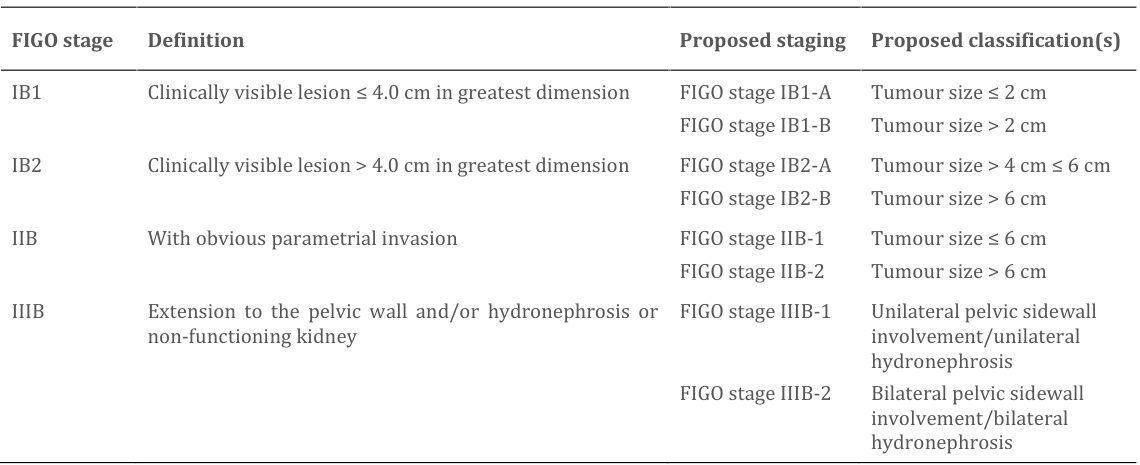 FIGO stage Definition Proposed staging Proposed classification(s)
IB1 Clinically visible lesion ≤ 4.0 cm in greatest dimension FIGO stage IB1-A Tumour size ≤ 2 cm
FIGO stage IB1-B Tumour size > 2 cm
IB2 Clinically visible lesion > 4.0 cm in greatest dimension FIGO stage IB2-A Tumour size > 4 cm ≤ 6 cm
FIGO stage IB2-B Tumour size > 6 cm
IIB With obvious parametrial invasion FIGO stage IIB-1 Tumour size ≤ 6 cm
FIGO stage IIB-2 Tumour size > 6 cm
IIIB Extension to the pelvic wall and/or hydronephrosis or FIGO stage IIIB-1 Unilateral pelvic sidewall
non-functioning kidney involvement/unilateral
hydronephrosis
FIGO stage IIIB-2 Bilateral pelvic sidewall
involvement/bilateral
hydronephrosis